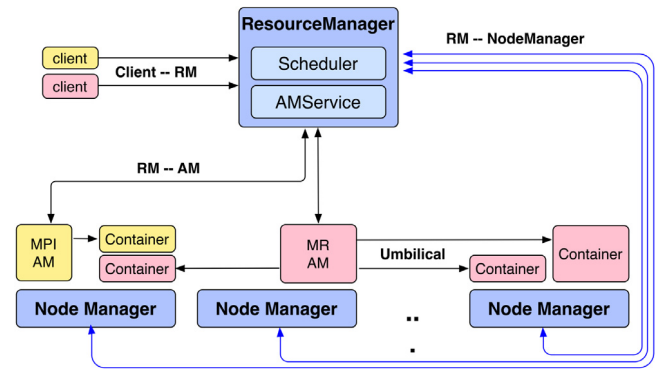 ResourceManager
RM -- NodeManager
client
Client -- RM
Scheduler
client
AMService
RM -- AM
MPI
AM
Container
Container
MR
AM
Umbilical
Container
Container
Node Manager
Node Manager
Node Manager
..
.